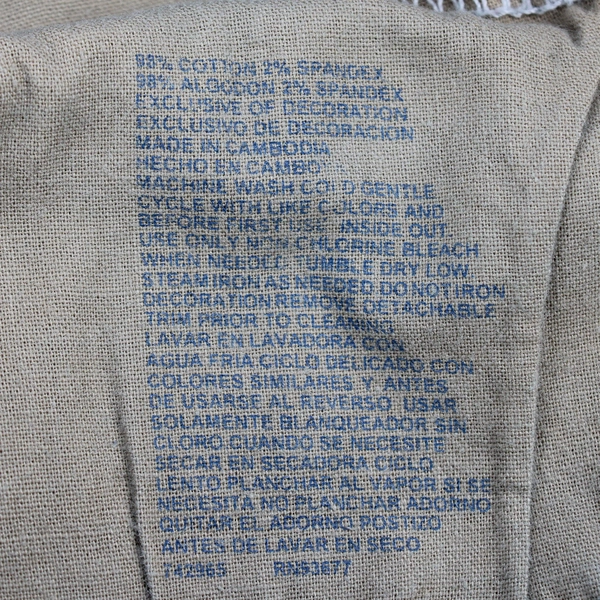 98% COTTON 2% SPANDEX
98% ALGODON 2% SPANDEX
EXCLUSIVE OF DECORATION
EXCLUSIVO DE DECORACION
MADE IN CAMBODIA
HECHO EN
MACHINE WASH COLD GENTLE
CYCLE WITH LIKE COLORS AND
BEFORE FIRST USE INSIDE OUT
USE ONLY NON CHLORINE BLEACH
WHEN NEEDED TUMBLE DRY LOW
STEAM IRON AS NEEDED DO NOT IRON
DECORATION REMOVE DETACHABLE
TRIM PRIOR TO CLEANING
LAVAR EN LAVADORA CON
AGUA FRIA CICLO DELICADO CON
COLORES SIMILARES Y ANTES
DE USARSE AL REVERSO USAR
SOLAMENTE BLANQUEADOR SIN
CLORO CUANDO SE NECESITE
SECAR EN SECADORA CICLO
LENTO PLANCHAR AL VAPOR SI SE
NECESITA NO PLANCHAR ADORNO
QUITAR EL ADORNO POSTIZO
ANTES DE LAVAR EN SECO